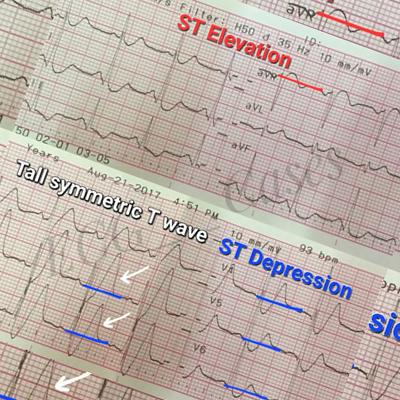 aVR
rs Filter: H50 d 35 Hz 10 mm/mV
ID:
ST Elevation
aVR
aVL
aVF
II
50 02-01 03-05
Years Aug-21-2017 4:51 PM
Tall symmetric T wave
10 mm/mV 93 bpm
ST Depression
V5
V6
Cases